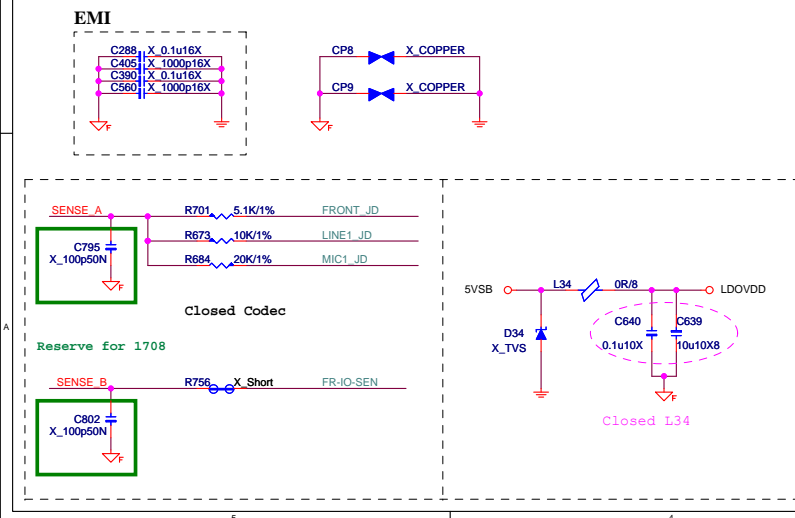 EMI
C288 X_0.1u16X
C405 X_1000p16X
C390 X_0.1u16X
C560 X_1000p16X
F
CP8 X_COPPER
CP9 X_COPPER
F
SENSE_A R701 5.1K/1% FRONT_JD
R673 10K/1% LINE1_JD
R684 20K/1% MIC1_JD
C795
X_100p50N
F
Closed Codec
Reserve for 1708
SENSE_B R756 X_Short FR-IO-SEN
C802
X_100p50N
F
5VSB L34 0R/8 LDOVDD
D34
X_TVS
C640 C639
0.1u10X 10u10X8
F
Closed L34
A
5 4